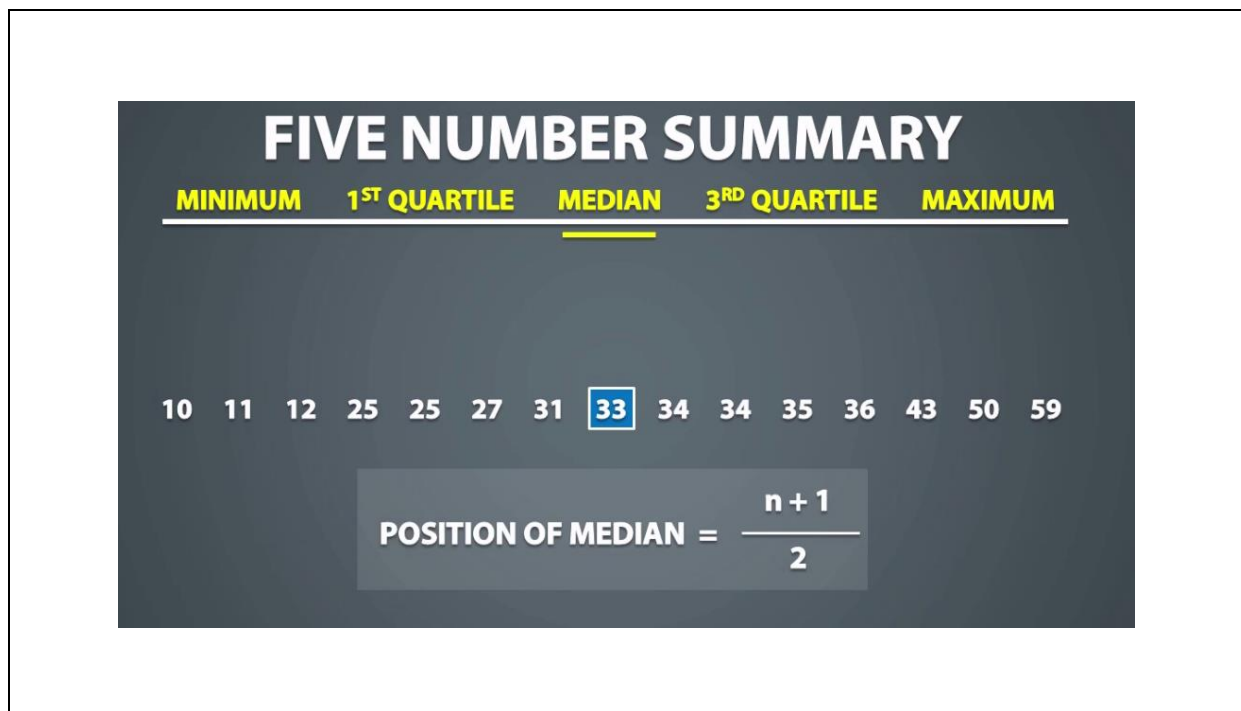 FIVE NUMBER SUMMARY
MINIMUM 1ST QUARTILE MEDIAN 3RD QUARTILE MAXIMUM
10 11 12 25 25 27 31 33 34 34 35 36 43 50 59
POSITION OF MEDIAN = n + 1
2